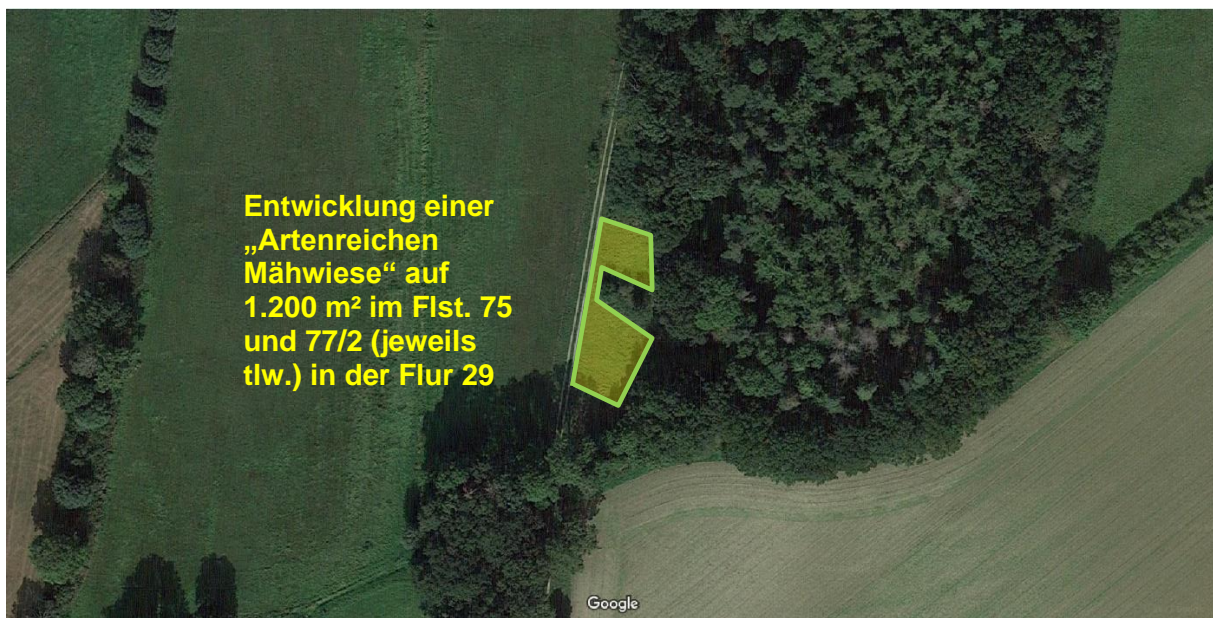 Entwicklung einer
„Artenreichen
Mähwiese“ auf
1.200 m² im Flst. 75
und 77/2 (jeweils
tlw.) in der Flur 29
Google